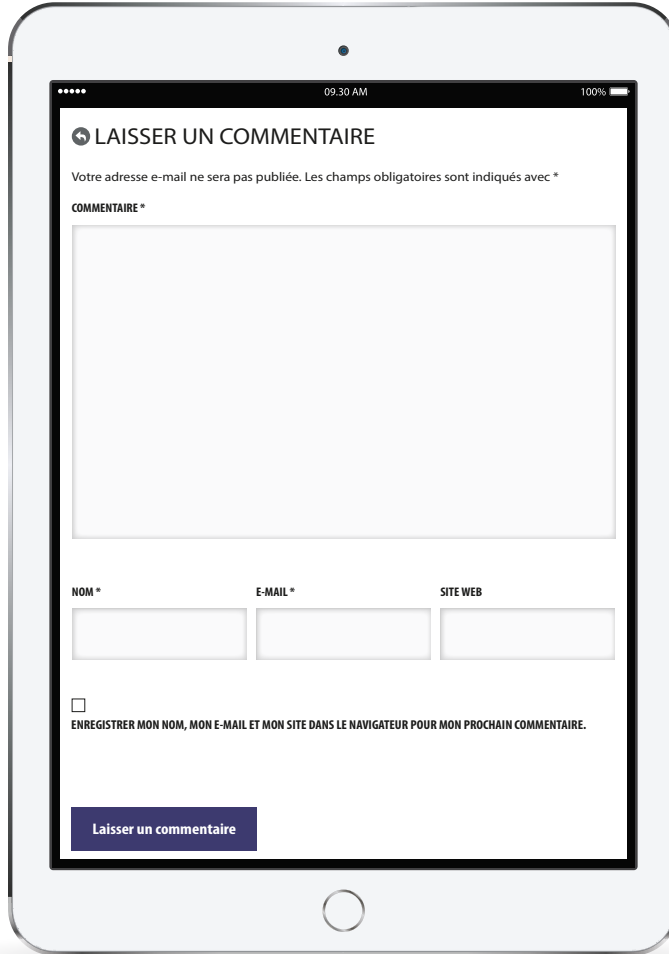 09.30 AM
100%
LAISSER UN COMMENTAIRE
Votre adresse e-mail ne sera pas publiée. Les champs obligatoires sont indiqués avec *
COMMENTAIRE *
NOM *
E-MAIL *
SITE WEB
ENREGISTRER MON NOM, MON E-MAIL ET MON SITE DANS LE NAVIGATEUR POUR MON PROCHAIN COMMENTAIRE.
Laisser un commentaire